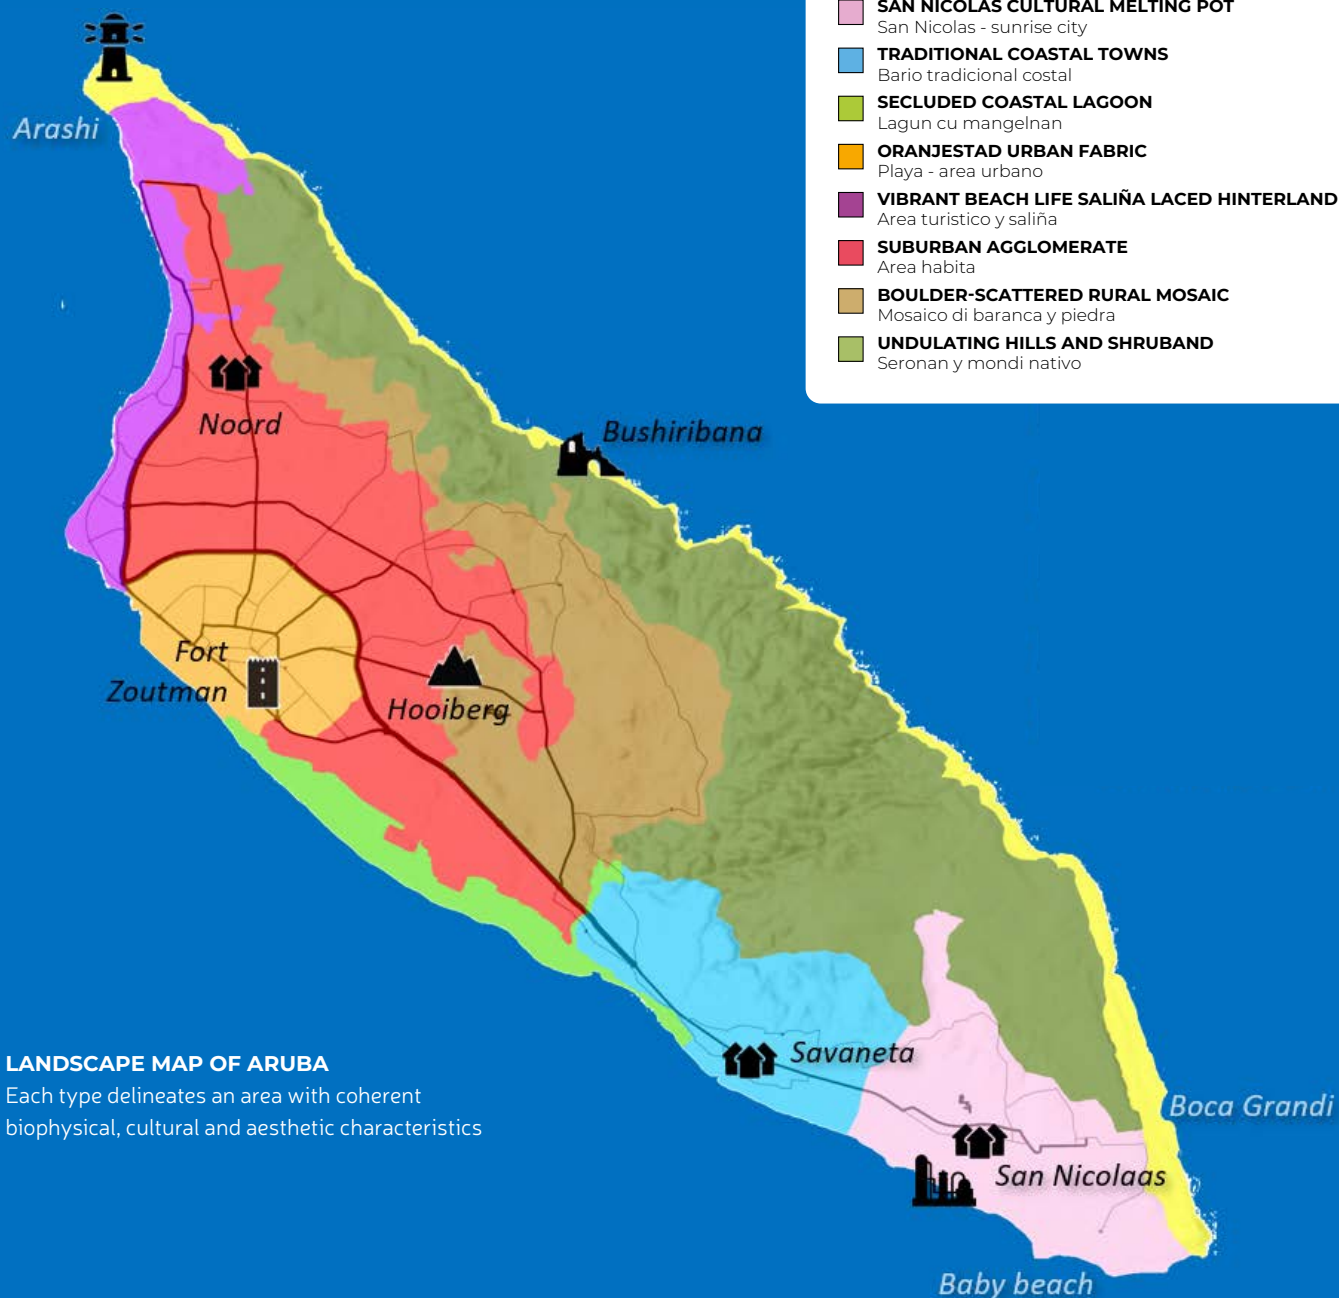 SAN NICOLAS CULTURAL MELTING POT
San Nicolas - sunrise city
TRADITIONAL COASTAL TOWNS
Bario tradicional costal
SECLUDED COASTAL LAGOON
Lagun cu mangelnan
ORANJESTAD URBAN FABRIC
Playa - area urbano
VIBRANT BEACH LIFE SALIÑA LACED HINTERLAND
Area turistico y saliña
SUBURBAN AGGLOMERATE
Area habita
BOULDER-SCATTERED RURAL MOSAIC
Mosaico di baranca y piedra
UNDULATING HILLS AND SHRUBAND
Seronan y mondi nativo
Arashi
Noord
Bushiribana
Fort
Zoutman
Hooiberg
Savaneta
Boca Grandi
San Nicolaas
Baby beach
LANDSCAPE MAP OF ARUBA
Each type delineates an area with coherent
biophysical, cultural and aesthetic characteristics